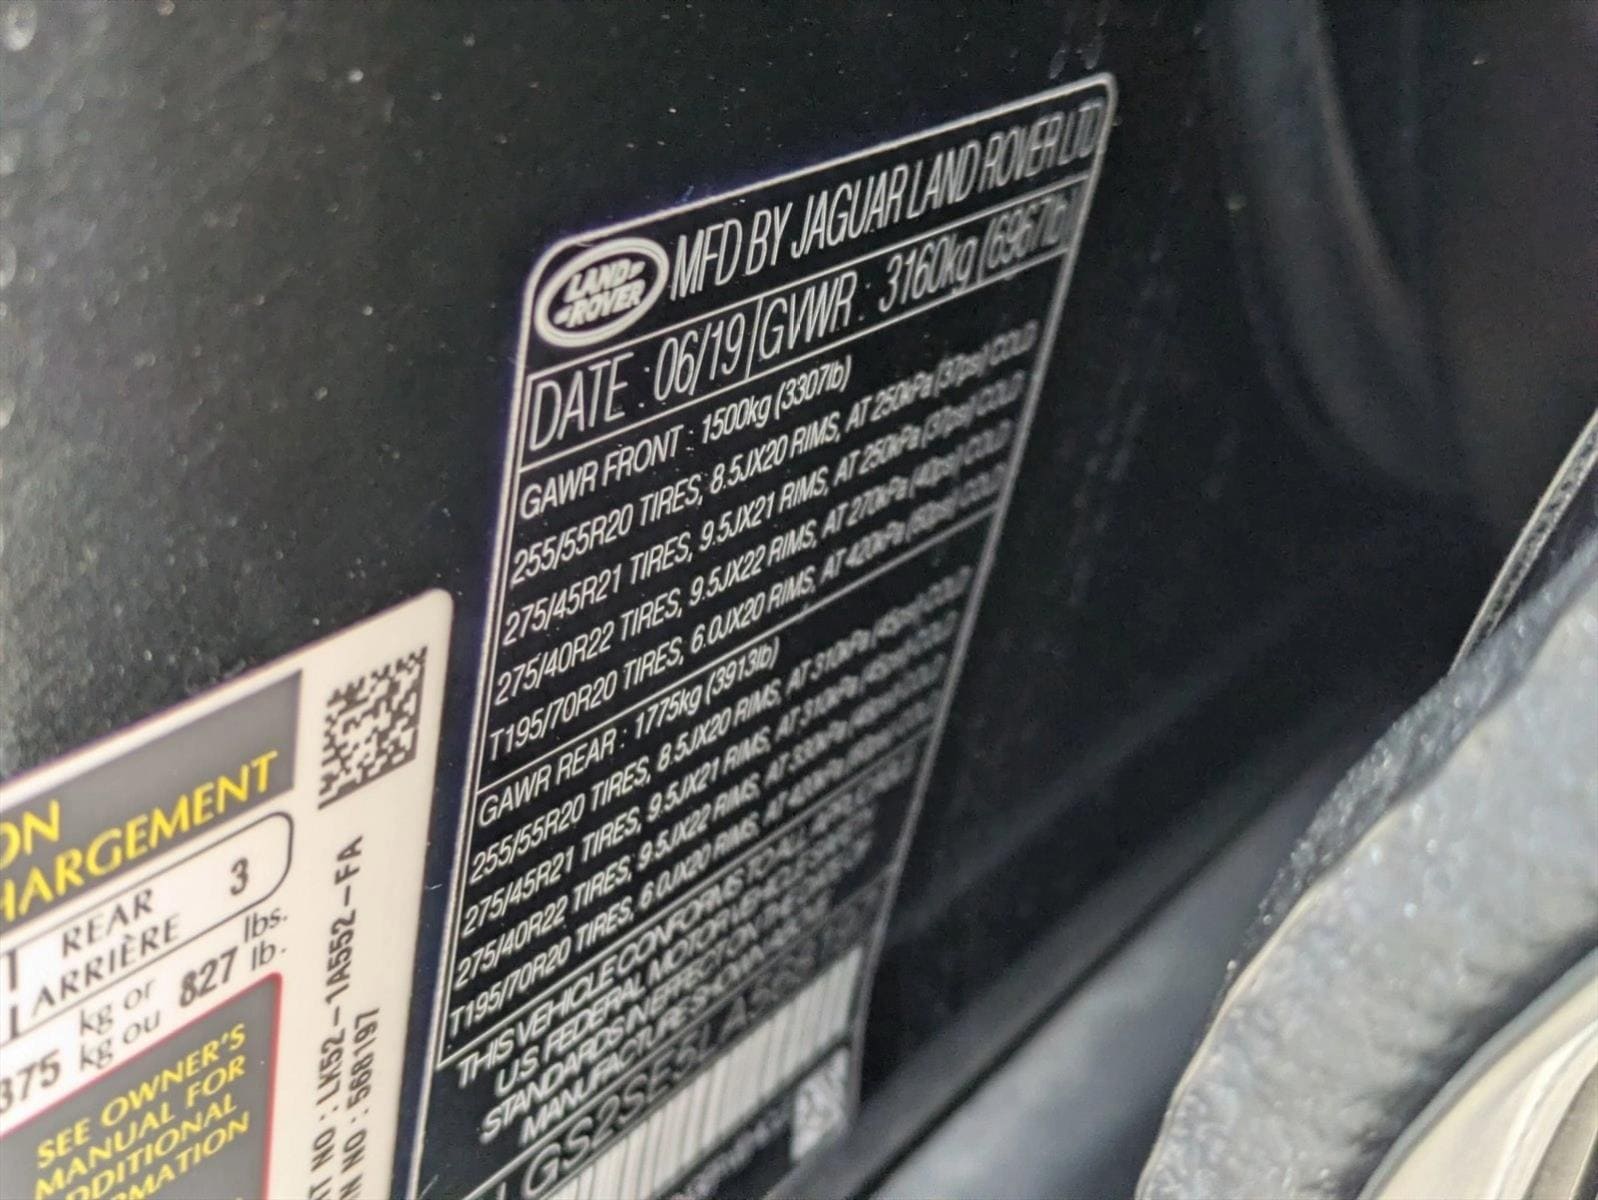 LAND ROVER
MFD BY JAGUAR LAND ROVER LTD
DATE : 06/19 GVWR : 3160kg (6967lb)
GAWR FRONT : 1500kg (3307lb)
255/55R20 TIRES, 8.5JX20 RIMS, AT 250kPa (37psi) COLD
275/45R21 TIRES, 9.5JX21 RIMS, AT 250kPa (37psi) COLD
275/40R22 TIRES, 9.5JX22 RIMS, AT 270kPa (40psi) COLD
T195/70R20 TIRES, 6.0JX20 RIMS, AT 420kPa (60psi) COLD
GAWR REAR : 1775kg (3913lb)
255/55R20 TIRES, 8.5JX20 RIMS, AT 310kPa (45psi) COLD
275/45R21 TIRES, 9.5JX21 RIMS, AT 310kPa (45psi) COLD
275/40R22 TIRES, 9.5JX22 RIMS, AT 330kPa
T195/70R20 TIRES, 6.0JX20 RIMS, AT 420kPa
THIS VEHICLE CONFORMS TO ALL APPLICABLE
U.S. FEDERAL MOTOR VEHICLE SAFETY
STANDARDS IN EFFECT ON THE DATE OF
MANUFACTURE SHOWN
ON
HARGEMENT
REAR 3
ARRIÈRE
375 kg or 827 lbs.
kg ou lb.
SEE OWNER'S
MANUAL FOR
ADDITIONAL
RMATION
RT NO : LK52-1A552-FA
IN NO : 568197